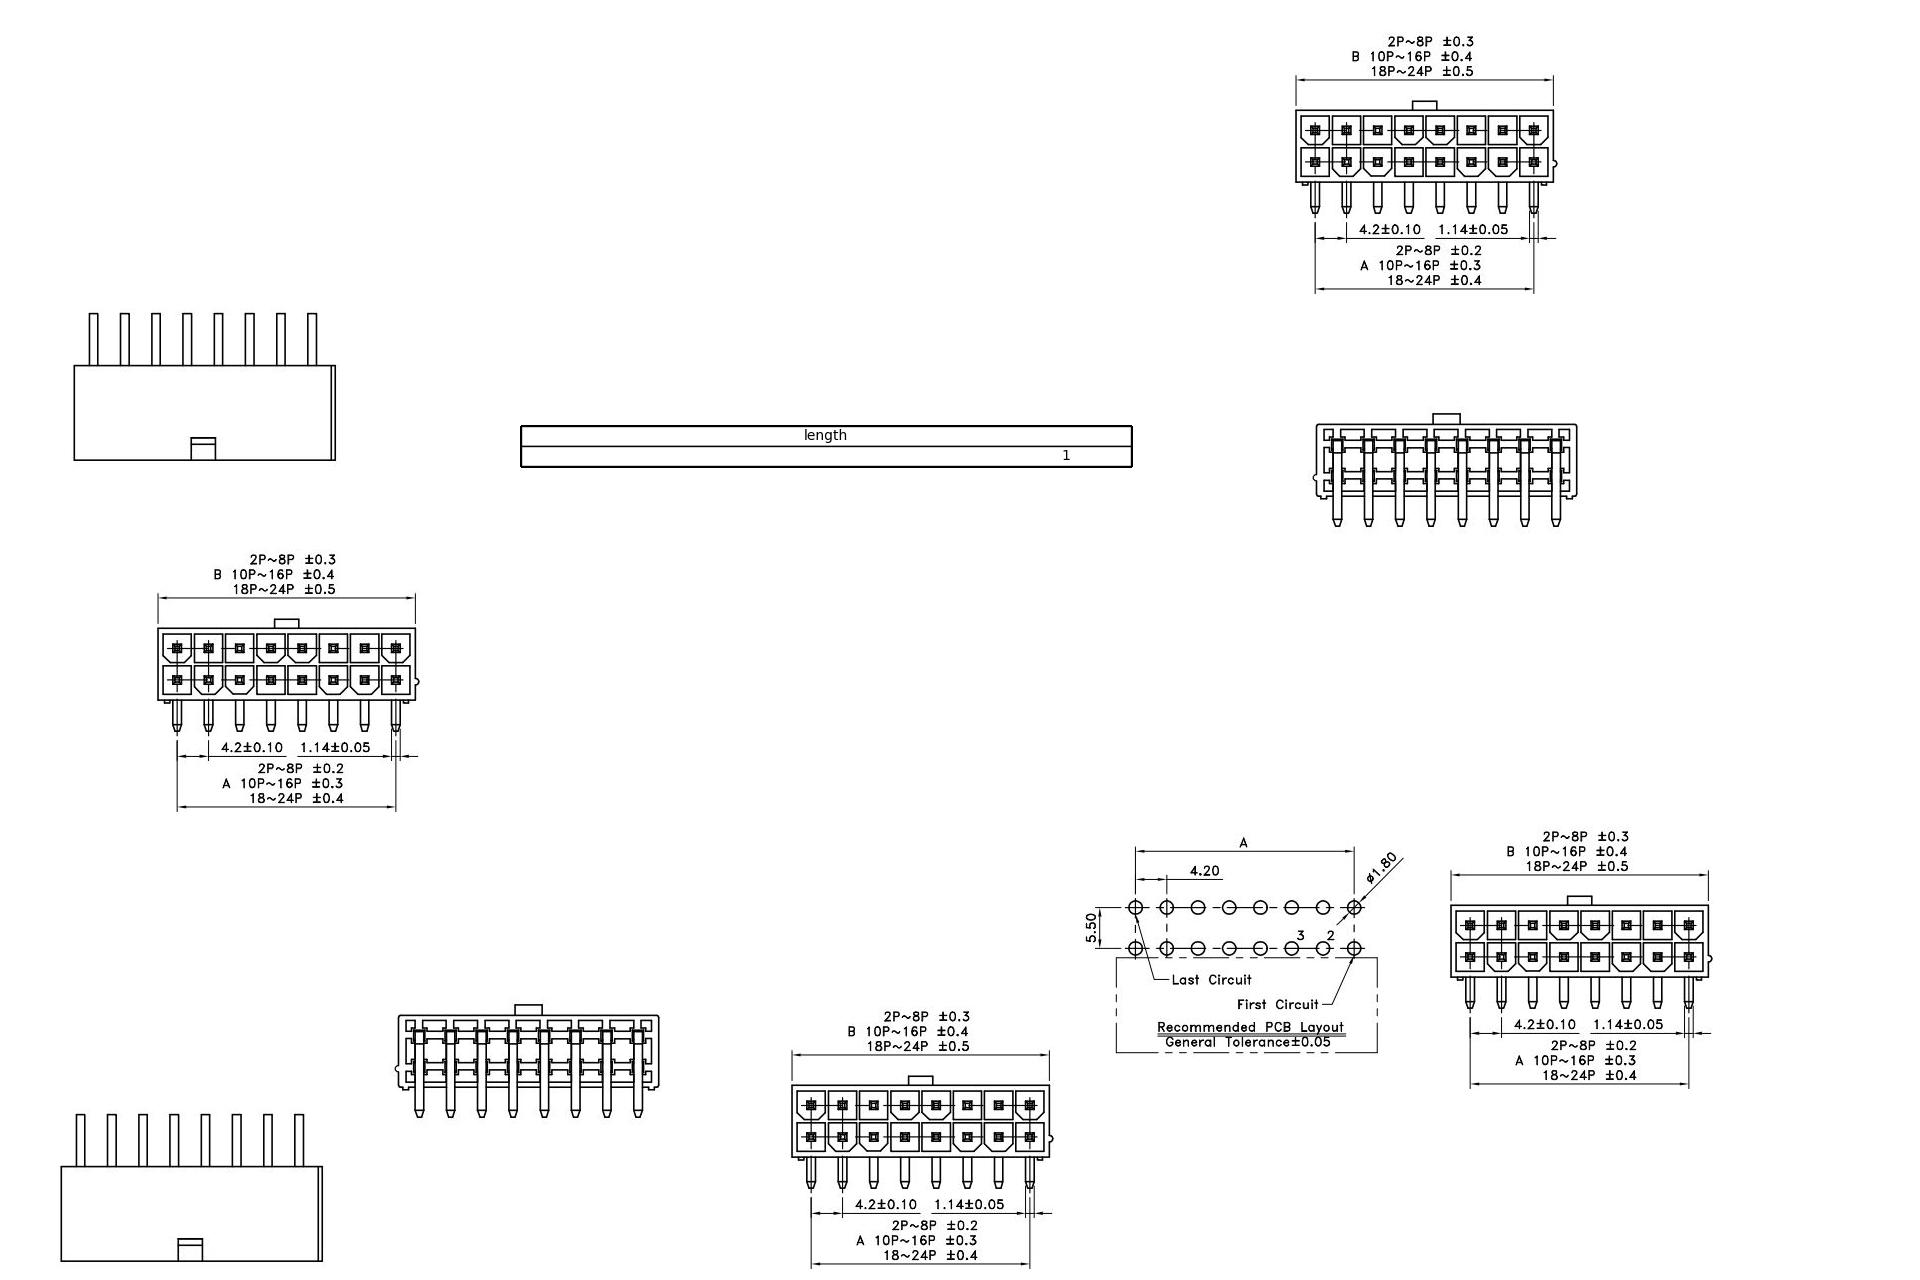 2P~8P ±0.3
B 10P~16P ±0.4
18P~24P ±0.5
4.2±0.10 1.14±0.05
2P~8P ±0.2
A 10P~16P ±0.3
18~24P ±0.4
length
1
2P~8P ±0.3
B 10P~16P ±0.4
18P~24P ±0.5
4.2±0.10 1.14±0.05
2P~8P ±0.2
A 10P~16P ±0.3
18~24P ±0.4
A
4.20
ø1.80
5.50
3 2
Last Circuit
First Circuit
Recommended PCB Layout
General Tolerance±0.05
2P~8P ±0.3
B 10P~16P ±0.4
18P~24P ±0.5
4.2±0.10 1.14±0.05
2P~8P ±0.2
A 10P~16P ±0.3
18~24P ±0.4
2P~8P ±0.3
B 10P~16P ±0.4
18P~24P ±0.5
4.2±0.10 1.14±0.05
2P~8P ±0.2
A 10P~16P ±0.3
18~24P ±0.4